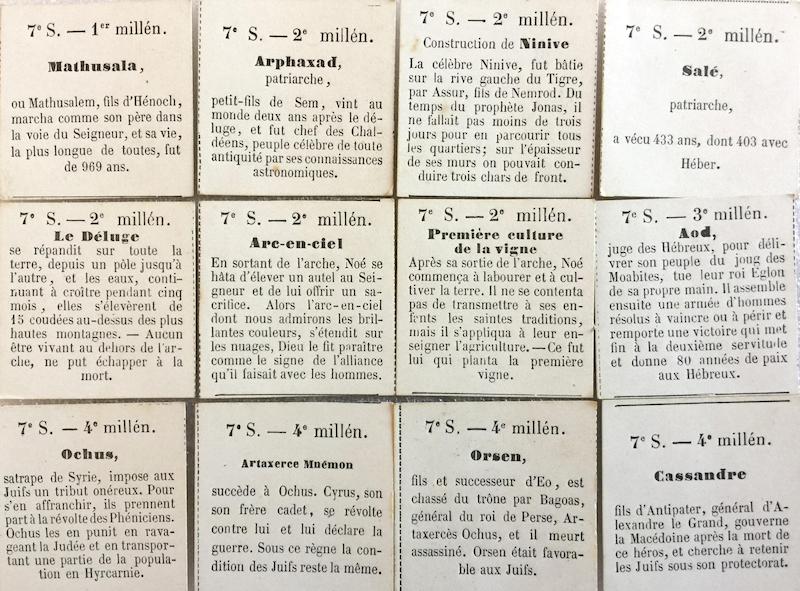 7e S. — 1er millén.
Mathusala,
ou Mathusalem, fils d'Hénoch,
marcha comme son père dans
la voie du Seigneur, et sa vie,
la plus longue de toutes, fut
de 969 ans.
7e S. — 2e millén.
Arphaxad,
patriarche,
petit-fils de Sem, vint au
monde deux ans après le dé-
luge, et fut chef des Chal-
déens, peuple célèbre de toute
antiquité par ses connaissances
astronomiques.
7e S. — 2e millén.
Construction de Ninive
La célèbre Ninive, fut bâtie
sur la rive gauche du Tigre,
par Assur, fils de Nemrod. Du
temps du prophète Jonas, il
ne fallait pas moins de trois
jours pour en parcourir tous
les quartiers; sur l'épaisseur
de ses murs on pouvait con-
duire trois chars de front.
7e S. — 2e millén.
Salé,
patriarche,
a vécu 433 ans, dont 403 avec
Héber.
7e S. — 2e millén.
Le Déluge
se répandit sur toute la
terre, depuis un pôle jusqu'à
l'autre, et les eaux, conti-
nuant à croître pendant cinq
mois, elles s'élevèrent de
15 coudées au-dessus des plus
hautes montagnes. — Aucun
être vivant au dehors de l'ar-
che, ne put échapper à la
mort.
7e S. — 2e millén.
Arc-en-ciel
En sortant de l'arche, Noé se
hâta d'élever un autel au Sei-
gneur et de lui offrir un sa-
crifice. Alors l'arc-en-ciel
dont nous admirons les bril-
lantes couleurs, s'étendit sur
les nuages, Dieu le fit paraître
comme le signe de l'alliance
qu'il faisait avec les hommes.
7e S. — 2e millén.
Première culture
de la vigne
Après sa sortie de l'arche, Noé
commença à labourer et à cul-
tiver la terre. Il ne se contenta
pas de transmettre à ses en-
fents les saintes traditions,
mais il s'appliqua à leur en-
seigner l'agriculture. — Ce fut
lui qui planta la première
vigne.
7e S. — 3e millén.
Aod,
juge des Hébreux, pour déli-
vrer son peuple du joug des
Moabites, tue leur roi Eglon
de sa propre main. Il assemble
ensuite une armée d'hommes
résolus à vaincre ou à périr et
remporte une victoire qui met
fin à la deuxième servitude
et donne 80 années de paix
aux Hébreux.
7e S. — 4e millén.
Ochus,
satrape de Syrie, impose aux
Juifs un tribut onéreux. Pour
s'en affranchir, ils prennent
part à la révolte des Phéniciens.
Ochus les en punit en rava-
geant la Judée et en transpor-
tant une partie de la popula-
tion en Hyrcarnie.
7e S. — 4e millén.
Artaxerce Mnémon
succède à Ochus. Cyrus, son
son frère cadet, se révolte
contre lui et lui déclare la
guerre. Sous ce règne la con-
dition des Juifs reste la même.
7e S. — 4e millén.
Orsen,
fils et successeur d'Eo, est
chassé du trône par Bagoas,
général du roi de Perse, Ar-
taxercès Ochus, et il meurt
assassiné. Orsen était favora-
ble aux Juifs.
7e S. — 4e millén.
Cassandre
fils d'Antipater, général d'A-
lexandre le Grand, gouverne
la Macédoine après la mort de
ce héros, et cherche à retenir
les Juifs sous son protectorat.